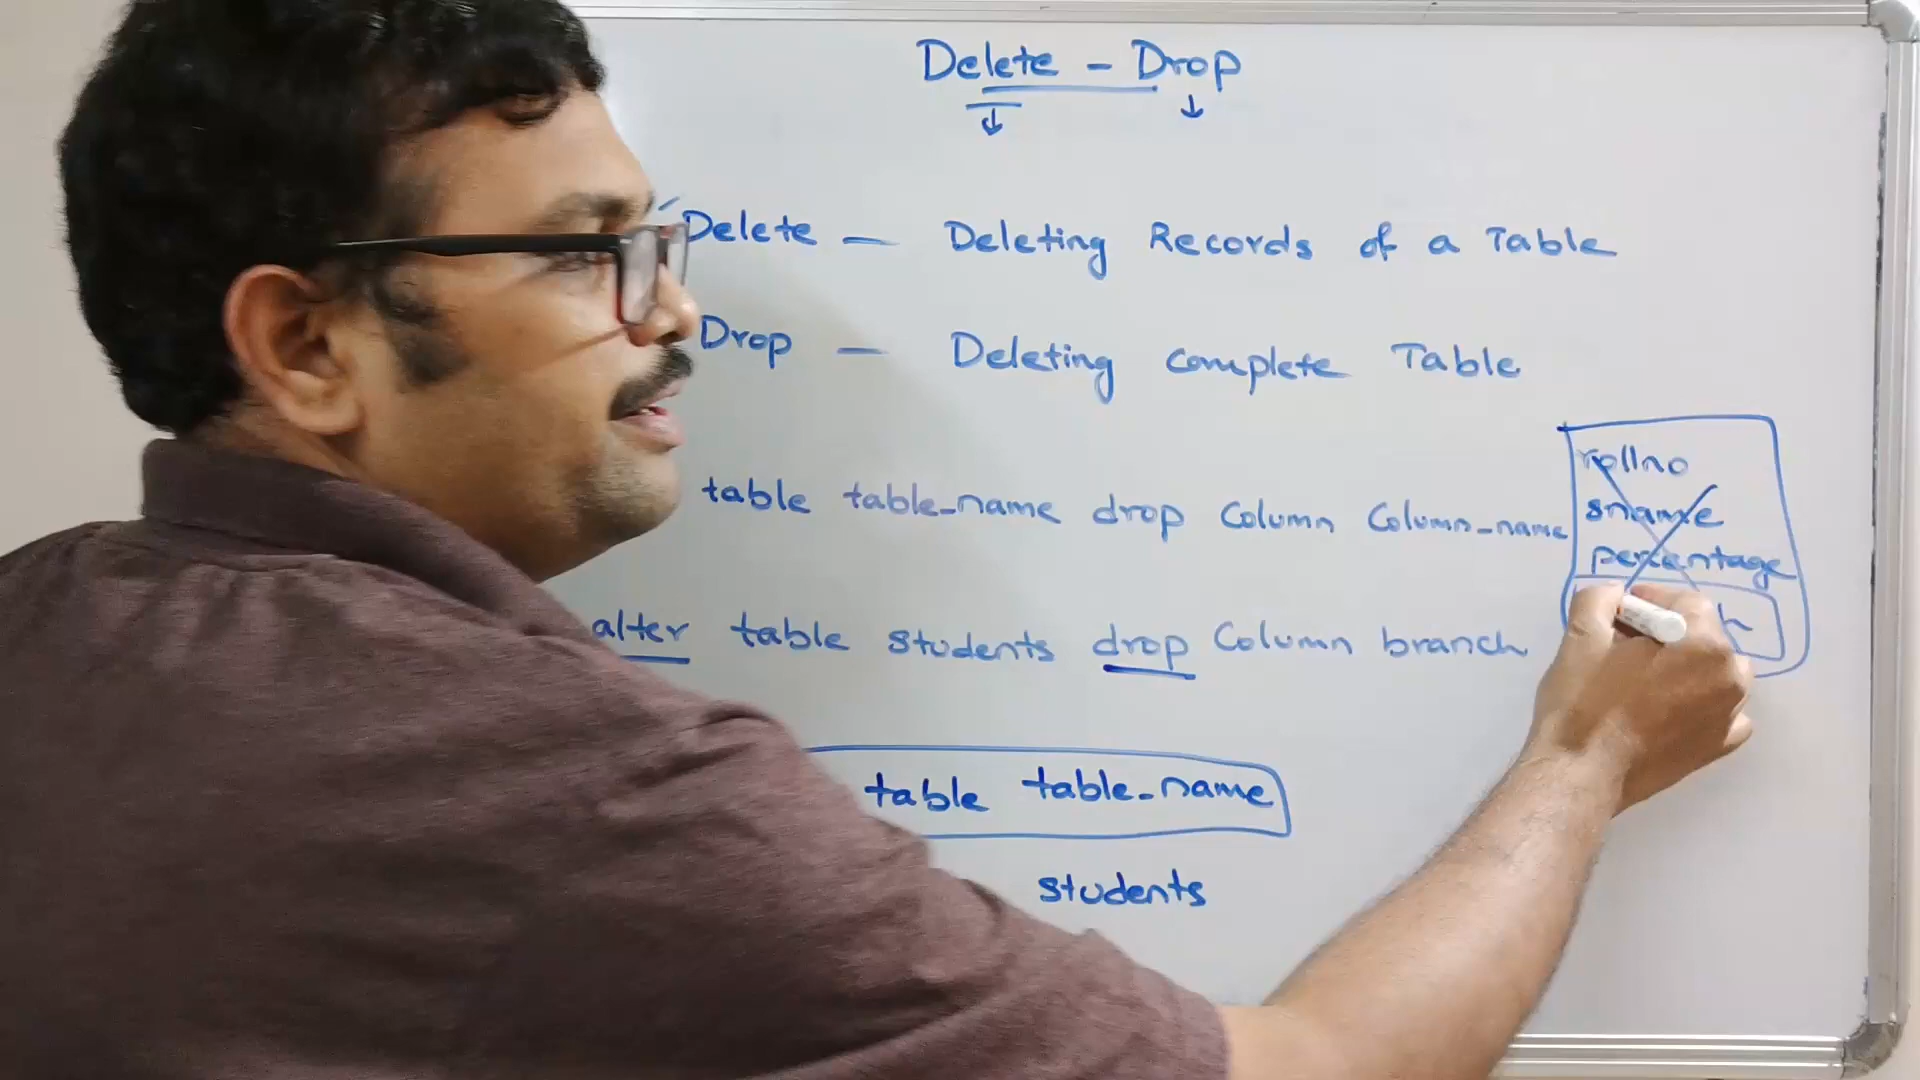 Delete - Drop
Delete — Deleting Records of a Table
Drop — Deleting complete Table
table table_name drop Column Column_name
rollno
sname
percentage
alter table students drop Column branch
table table_name
students